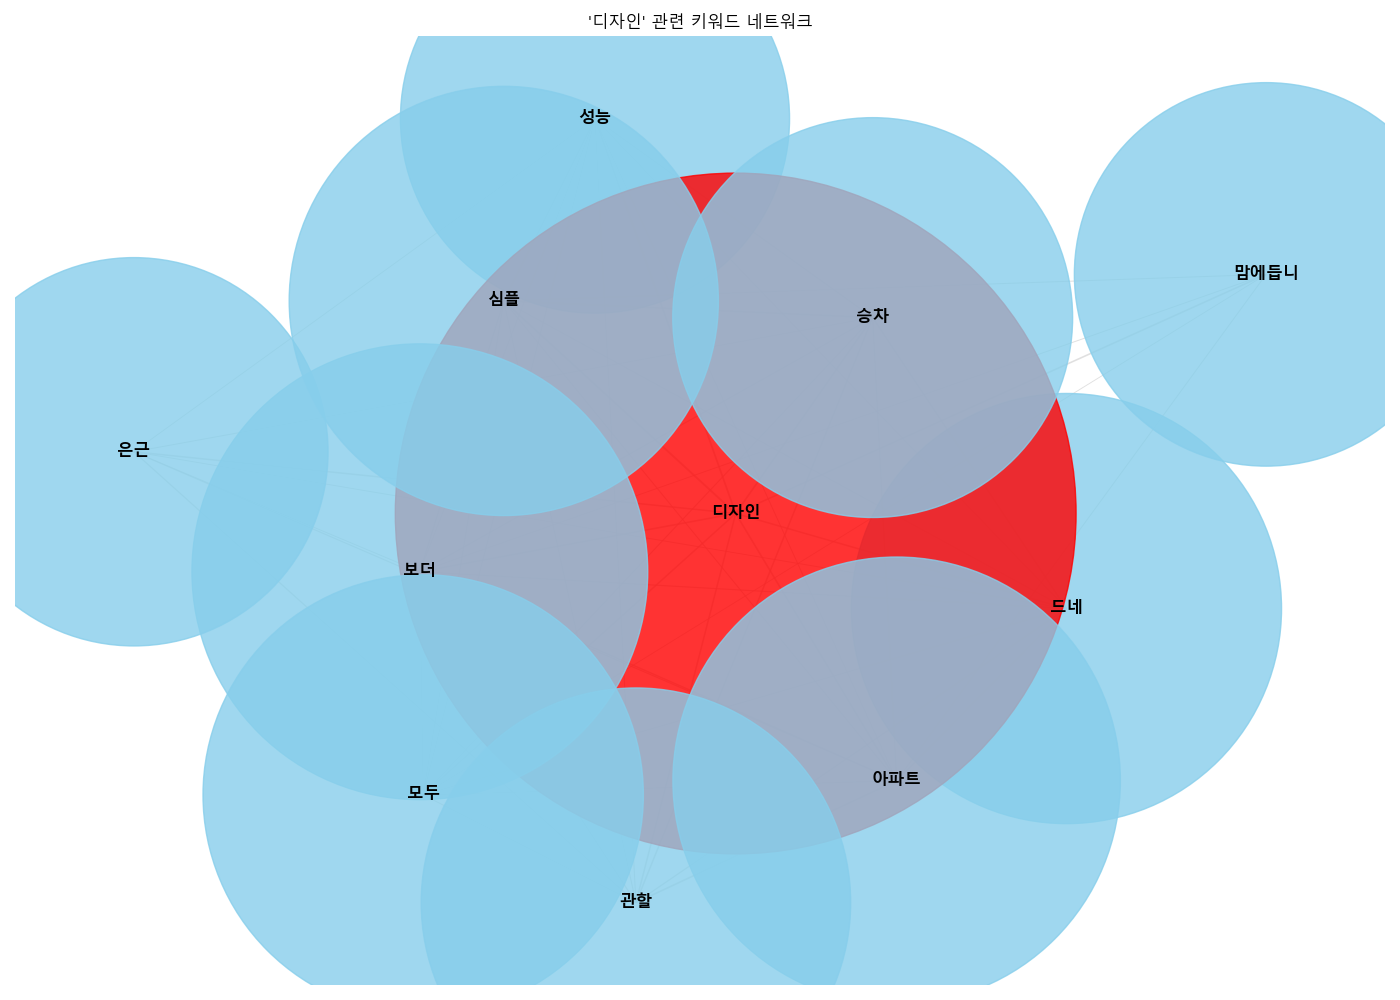 '디자인' 관련 키워드 네트워크
성능
맘에듭니
심플
승차
은근
디자인
보더
드네
아파트
모두
관할